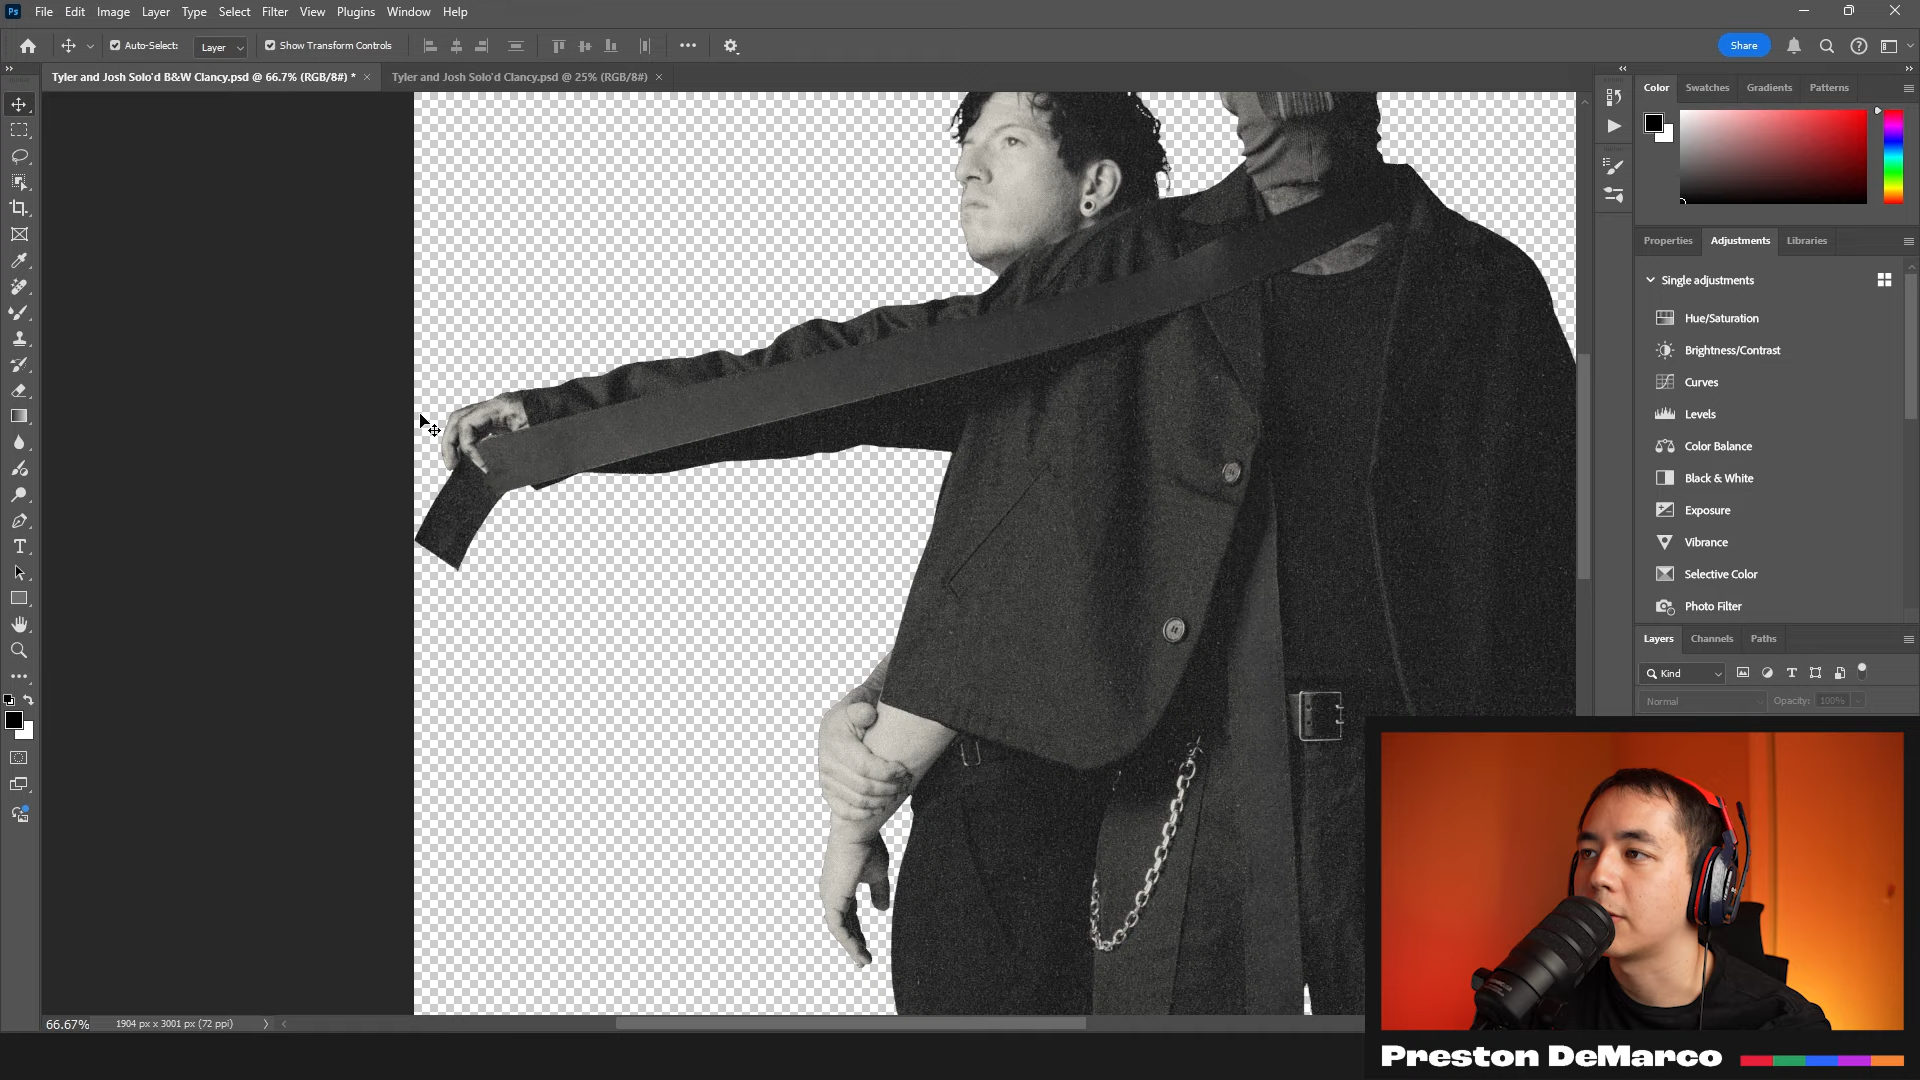 Ps File Edit Image Layer Type Select Filter View Plugins Window Help
Auto-Select: Layer Show Transform Controls Share
Tyler and Josh Solo'd B&W Clancy.psd @ 66.7% (RGB/8#) * Tyler and Josh Solo'd Clancy.psd @ 25% (RGB/8#)
Color Swatches Gradients Patterns
Properties Adjustments Libraries
Single adjustments
Hue/Saturation
Brightness/Contrast
Curves
Levels
Color Balance
Black & White
Exposure
Vibrance
Selective Color
Photo Filter
Layers Channels Paths
Kind
Normal Opacity: 100%
66.67% 1904 px x 3001 px (72 ppi)
Preston DeMarco